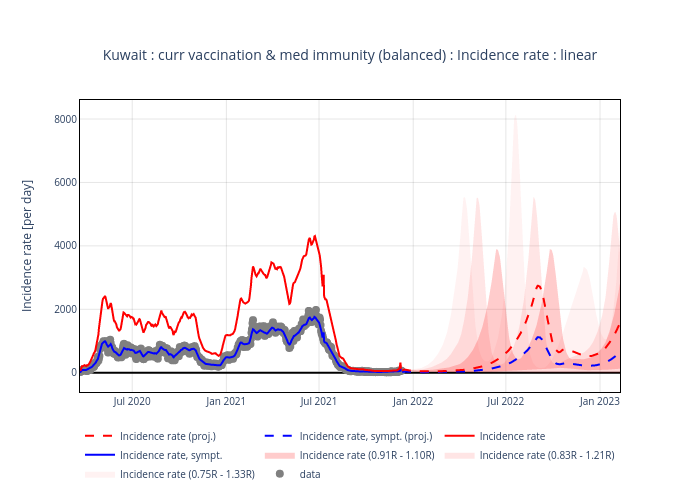 Kuwait : curr vaccination & med immunity (balanced) : Incidence rate : linear
Incidence rate [per day]
8000
6000
4000
2000
0
Jul 2020
Jan 2021
Jul 2021
Jan 2022
Jul 2022
Jan 2023
Incidence rate (proj.)
Incidence rate, sympt. (proj.)
Incidence rate
Incidence rate, sympt.
Incidence rate (0.91R - 1.10R)
Incidence rate (0.83R - 1.21R)
Incidence rate (0.75R - 1.33R)
data